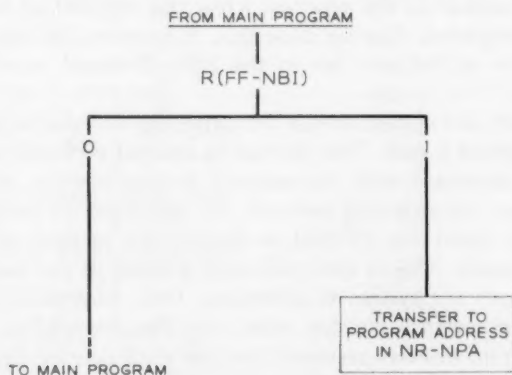 FROM MAIN PROGRAM
R(FF-NBI)
0
1
TRANSFER TO
PROGRAM ADDRESS
IN NR-NPA
TO MAIN PROGRAM